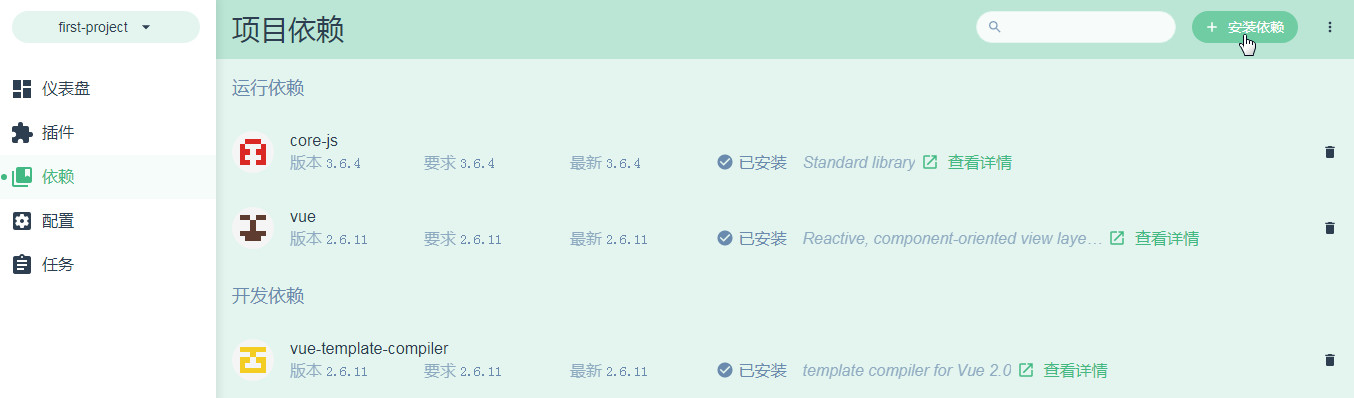 first-project
项目依赖
安装依赖
仪表盘
插件
依赖
配置
任务
运行依赖
core-js
版本 3.6.4 要求 3.6.4 最新 3.6.4 已安装 Standard library 查看详情
vue
版本 2.6.11 要求 2.6.11 最新 2.6.11 已安装 Reactive, component-oriented view laye… 查看详情
开发依赖
vue-template-compiler
版本 2.6.11 要求 2.6.11 最新 2.6.11 已安装 template compiler for Vue 2.0 查看详情